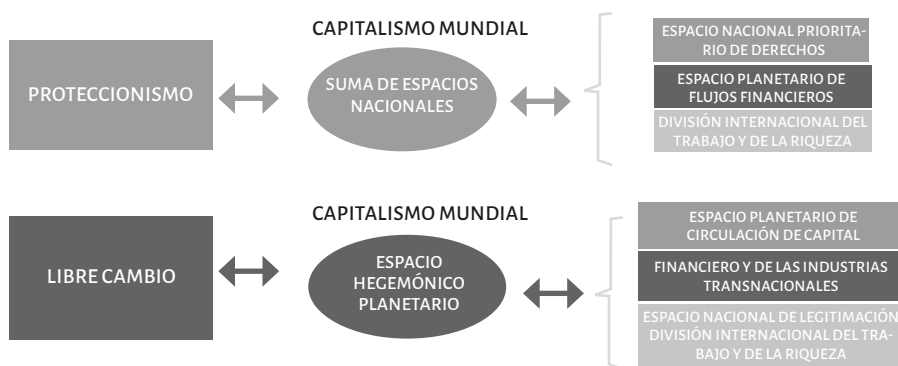 CAPITALISMO MUNDIAL
PROTECCIONISMO
SUMA DE ESPACIOS
NACIONALES
ESPACIO NACIONAL PRIORITA-
RIO DE DERECHOS
ESPACIO PLANETARIO DE
FLUJOS FINANCIEROS
DIVISIÓN INTERNACIONAL DEL
TRABAJO Y DE LA RIQUEZA
CAPITALISMO MUNDIAL
LIBRE CAMBIO
ESPACIO
HEGEMÓNICO
PLANETARIO
ESPACIO PLANETARIO DE
CIRCULACIÓN DE CAPITAL
FINANCIERO Y DE LAS INDUSTRIAS
TRANSNACIONALES
ESPACIO NACIONAL DE LEGITIMACIÓN
DIVISIÓN INTERNACIONAL DEL TRA-
BAJO Y DE LA RIQUEZA